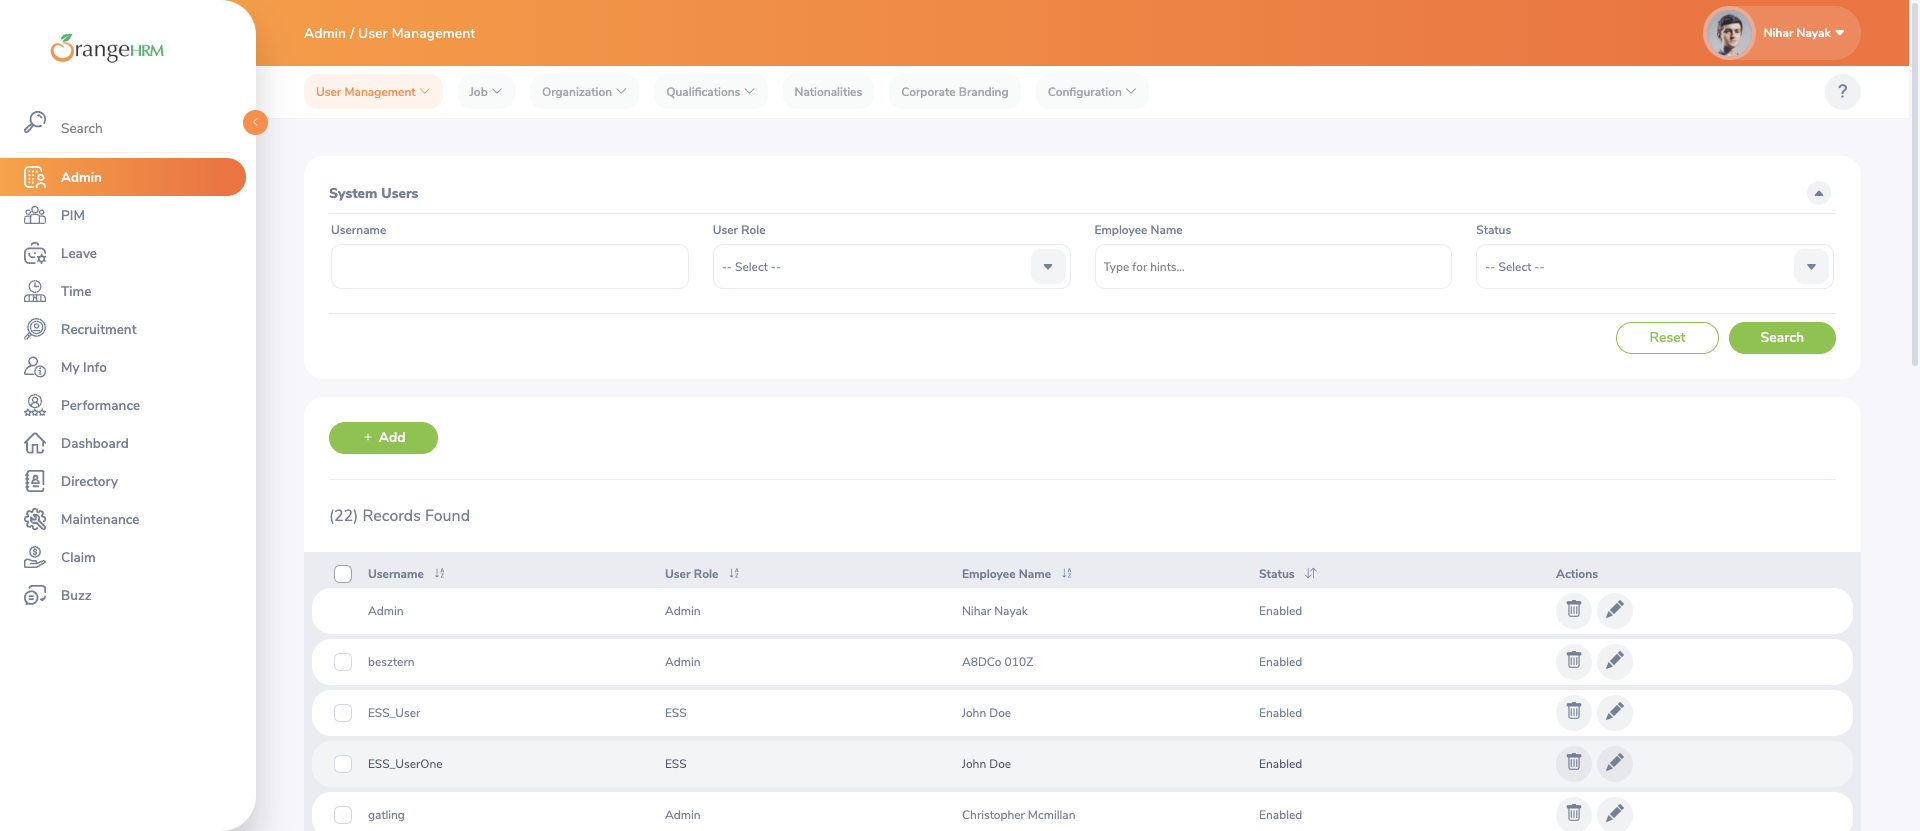 OrangeHRM
Admin / User Management
Nihar Nayak
User Management
Job
Organization
Qualifications
Nationalities
Corporate Branding
Configuration
?
Search
Admin
PIM
Leave
Time
Recruitment
My Info
Performance
Dashboard
Directory
Maintenance
Claim
Buzz
System Users
Username
User Role
Employee Name
Status
-- Select --
Type for hints...
-- Select --
Reset
Search
+ Add
(22) Records Found
Username User Role Employee Name Status Actions
Admin Admin Nihar Nayak Enabled
besztern Admin A8DCo 010Z Enabled
ESS_User ESS John Doe Enabled
ESS_UserOne ESS John Doe Enabled
gatling Admin Christopher Mcmillan Enabled